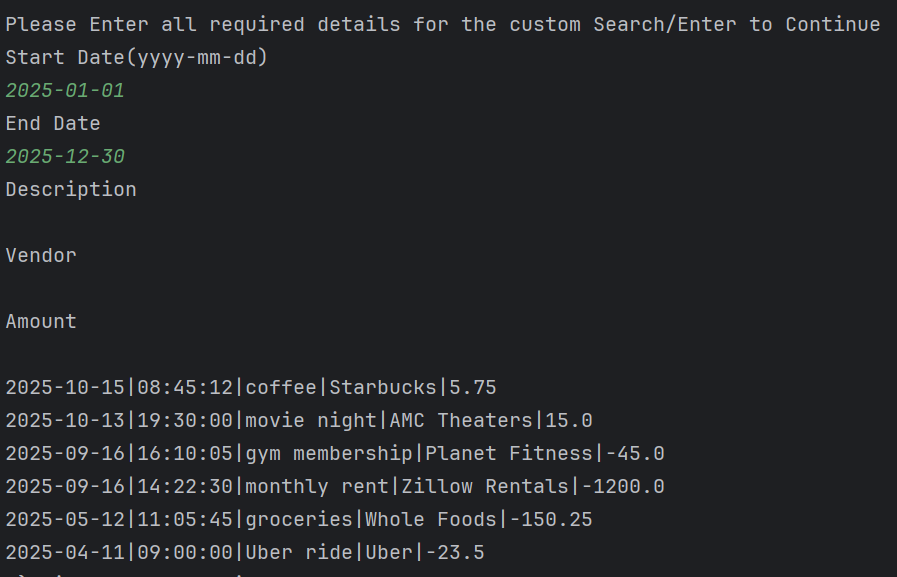 Please Enter all required details for the custom Search/Enter to Continue
Start Date(yyyy-mm-dd)
2025-01-01
End Date
2025-12-30
Description
Vendor
Amount
2025-10-15|08:45:12|coffee|Starbucks|5.75
2025-10-13|19:30:00|movie night|AMC Theaters|15.0
2025-09-16|16:10:05|gym membership|Planet Fitness|-45.0
2025-09-16|14:22:30|monthly rent|Zillow Rentals|-1200.0
2025-05-12|11:05:45|groceries|Whole Foods|-150.25
2025-04-11|09:00:00|Uber ride|Uber|-23.5